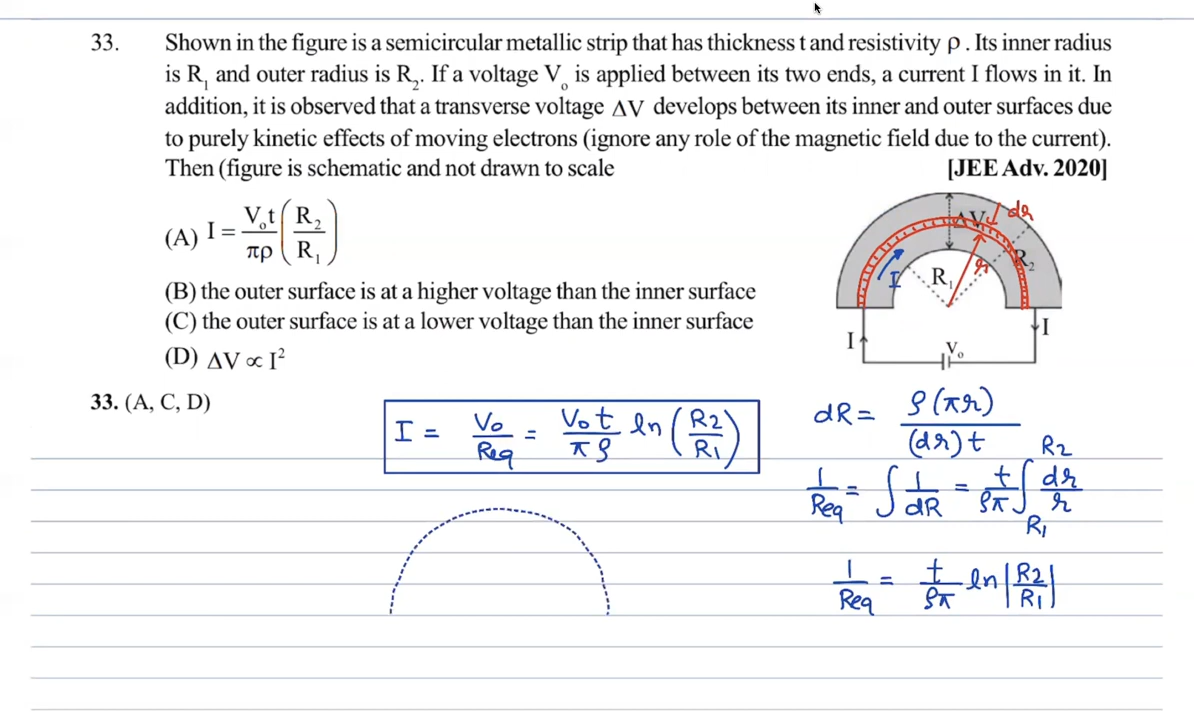 33. Shown in the figure is a semicircular metallic strip that has thickness t and resistivity ρ. Its inner radius
is R₁ and outer radius is R₂. If a voltage Vₒ is applied between its two ends, a current I flows in it. In
addition, it is observed that a transverse voltage ΔV develops between its inner and outer surfaces due
to purely kinetic effects of moving electrons (ignore any role of the magnetic field due to the current).
Then (figure is schematic and not drawn to scale [JEE Adv. 2020]
(A) I = Vₒt/πρ (R₂/R₁)
(B) the outer surface is at a higher voltage than the inner surface
(C) the outer surface is at a lower voltage than the inner surface
(D) ΔV ∝ I²
ΔV dr
R₁ r R₂
I
I Vₒ I
33. (A, C, D)
I = V₀/Req = V₀t/πρ ln(R2/R1)
dR = ρ(πr)/(dr)t
1/Req = ∫ 1/dR = t/ρπ ∫ dr/r R2 R1
1/Req = t/ρπ ln|R2/R1|